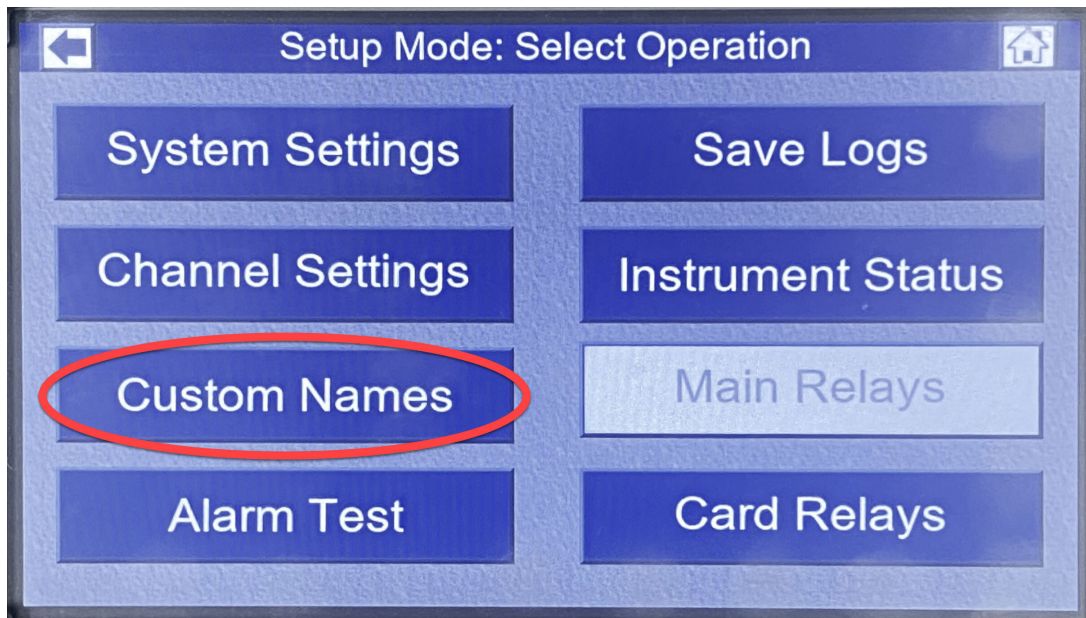 Setup Mode: Select Operation
System Settings
Save Logs
Channel Settings
Instrument Status
Custom Names
Main Relays
Alarm Test
Card Relays